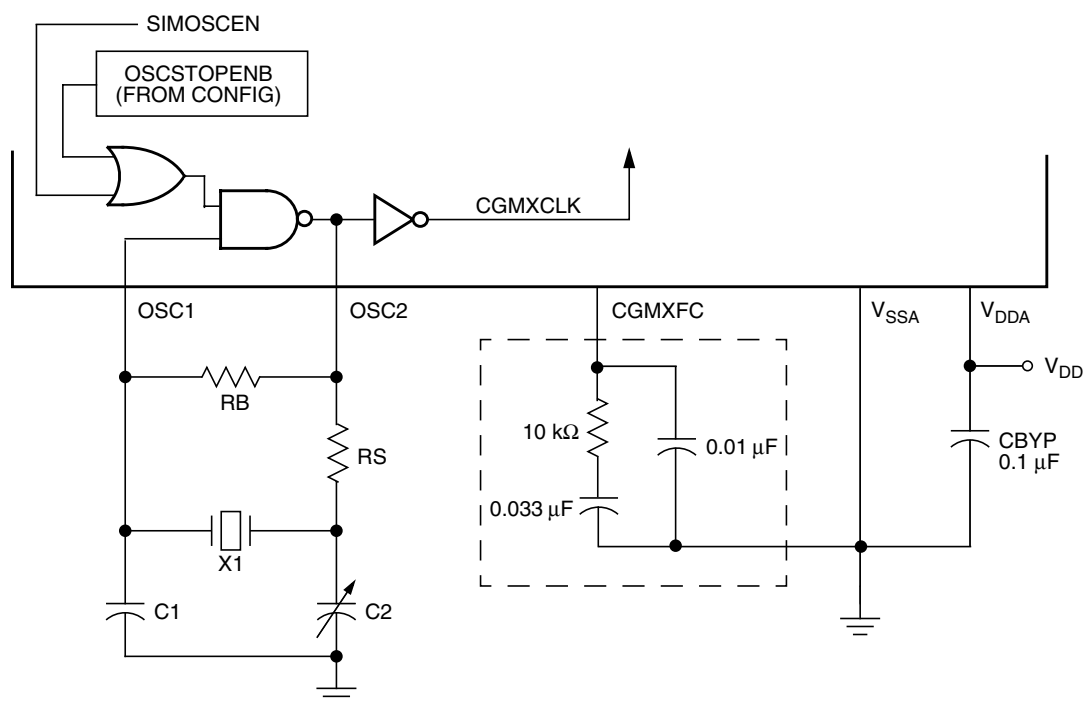 SIMOSCEN
OSCSTOPENB
(FROM CONFIG)
CGMXCLK
OSC1
OSC2
CGMXFC
VSSA
VDDA
VDD
RB
10 kΩ
0.01 µF
CBYP
0.1 µF
RS
0.033 µF
X1
C1
C2